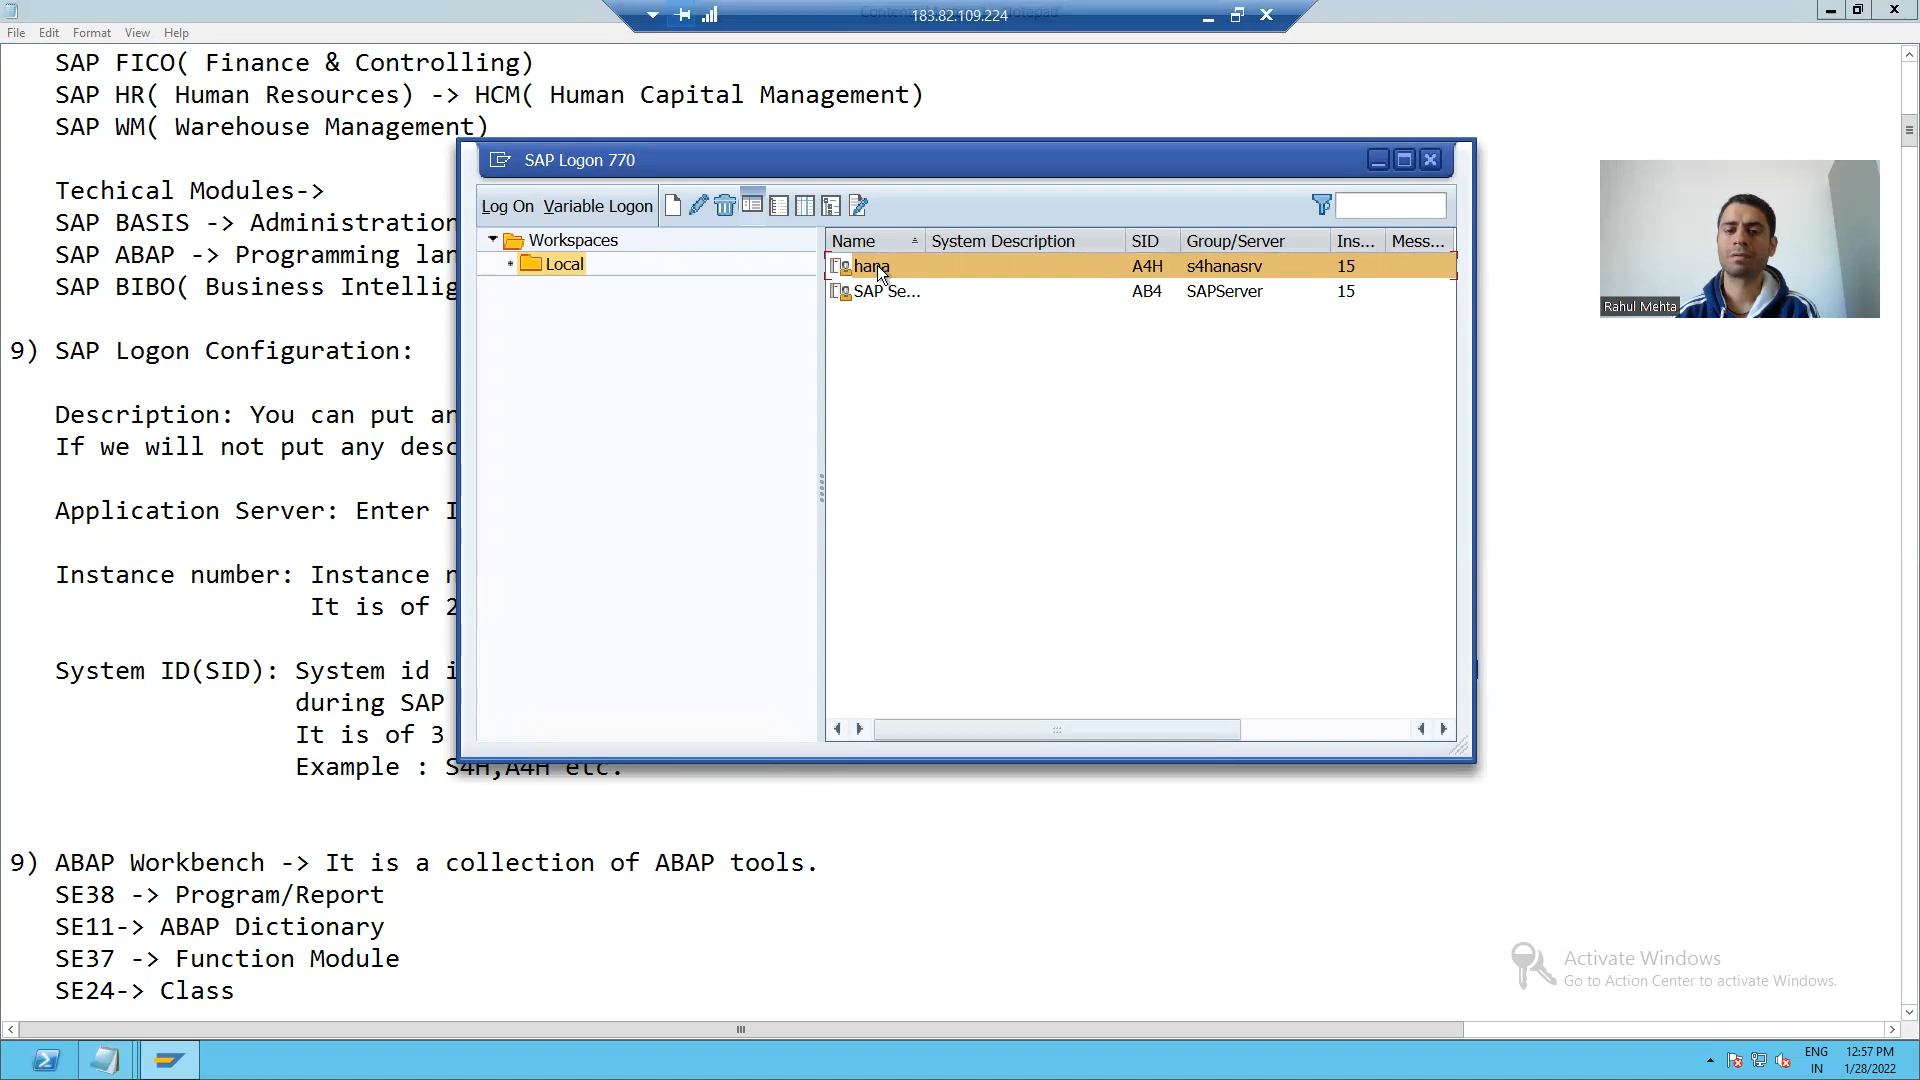 183.82.109.224
File Edit Format View Help
SAP FICO( Finance & Controlling)
SAP HR( Human Resources) -> HCM( Human Capital Management)
SAP WM( Warehouse Management)
Techical Modules->
SAP BASIS -> Administration
SAP ABAP -> Programming lan
SAP BIBO( Business Intellig
9) SAP Logon Configuration:
Description: You can put an
If we will not put any desc
Application Server: Enter I
Instance number: Instance n
It is of 2
System ID(SID): System id i
during SAP
It is of 3
Example : S4H,A4H etc.
9) ABAP Workbench -> It is a collection of ABAP tools.
SE38 -> Program/Report
SE11-> ABAP Dictionary
SE37 -> Function Module
SE24-> Class
SAP Logon 770
Log On Variable Logon
Workspaces
Local
Name System Description SID Group/Server Ins... Mess...
hana A4H s4hanasrv 15
SAP Se... AB4 SAPServer 15
Rahul Mehta
Activate Windows
Go to Action Center to activate Windows.
ENG 12:57 PM
IN 1/28/2022